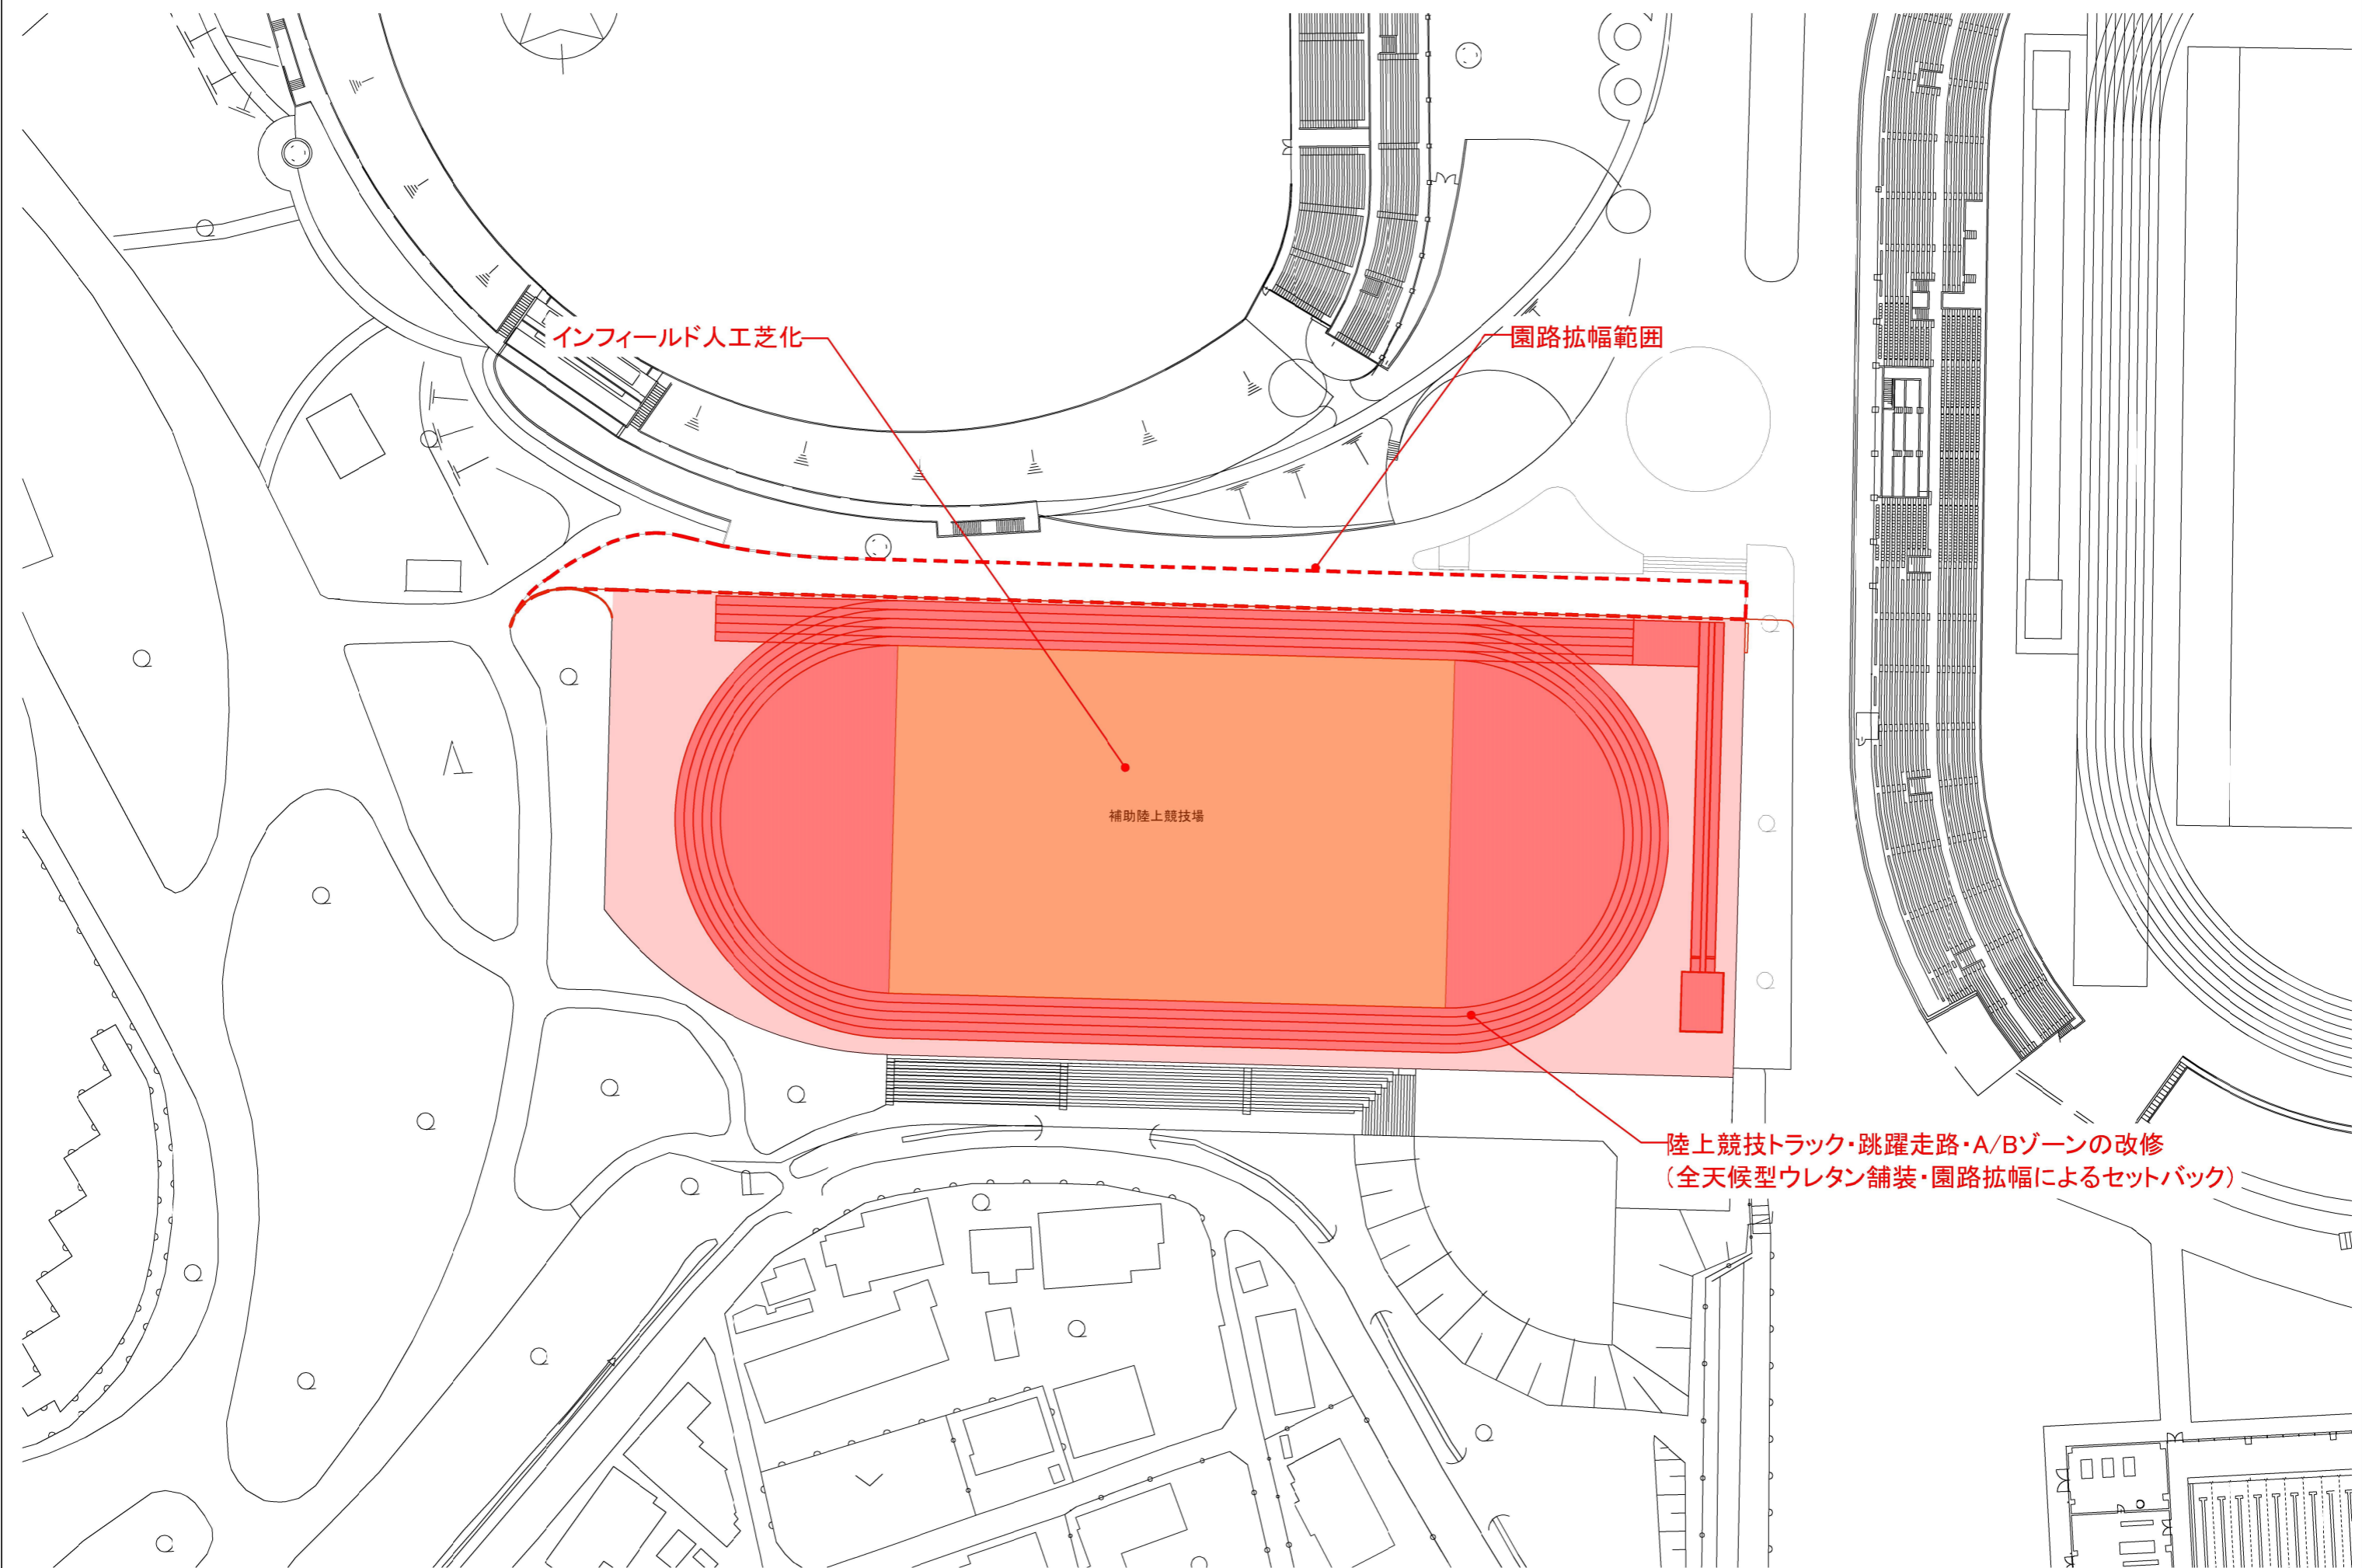 インフィールド人工芝化
園路拡幅範囲
補助陸上競技場
陸上競技トラック・跳躍走路・A/Bゾーンの改修
(全天候型ウレタン舗装・園路拡幅によるセットバック)